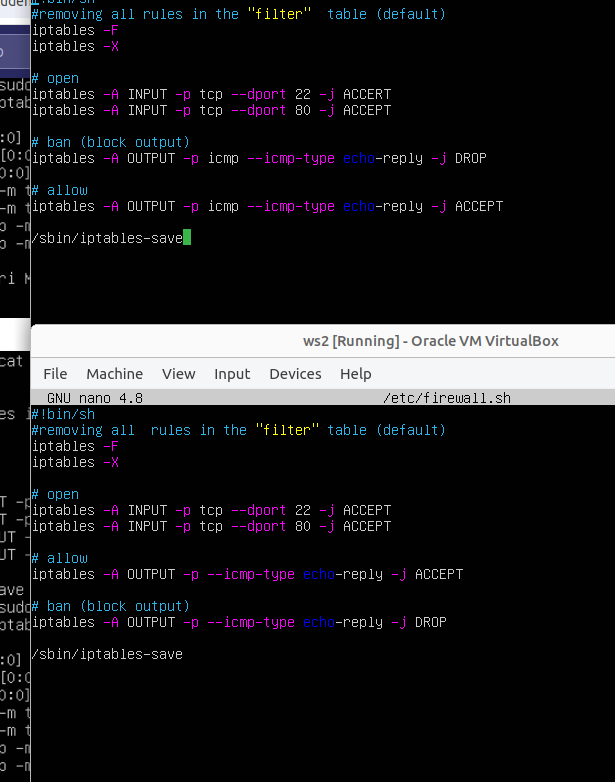 #!bin/sh
#removing all rules in the "filter"  table (default)
iptables -F
iptables -X
# open
iptables -A INPUT -p tcp --dport 22 -j ACCERT
iptables -A INPUT -p tcp --dport 80 -j ACCEPT
# ban (block output)
iptables -A OUTPUT -p icmp --icmp-type echo-reply -j DROP
# allow
iptables -A OUTPUT -p icmp --icmp-type echo-reply -j ACCEPT
/sbin/iptables-save
ws2 [Running] - Oracle VM VirtualBox
File Machine View Input Devices Help
GNU nano 4.8 /etc/firewall.sh
#!bin/sh
#removing all  rules in the "filter" table (default)
iptables -F
iptables -X
# open
iptables -A INPUT -p tcp --dport 22 -j ACCEPT
iptables -A INPUT -p tcp --dport 80 -j ACCEPT
# allow
iptables -A OUTPUT -p --icmp-type echo-reply -j ACCEPT
# ban (block output)
iptables -A OUTPUT -p --icmp-type echo-reply -j DROP
/sbin/iptables-save